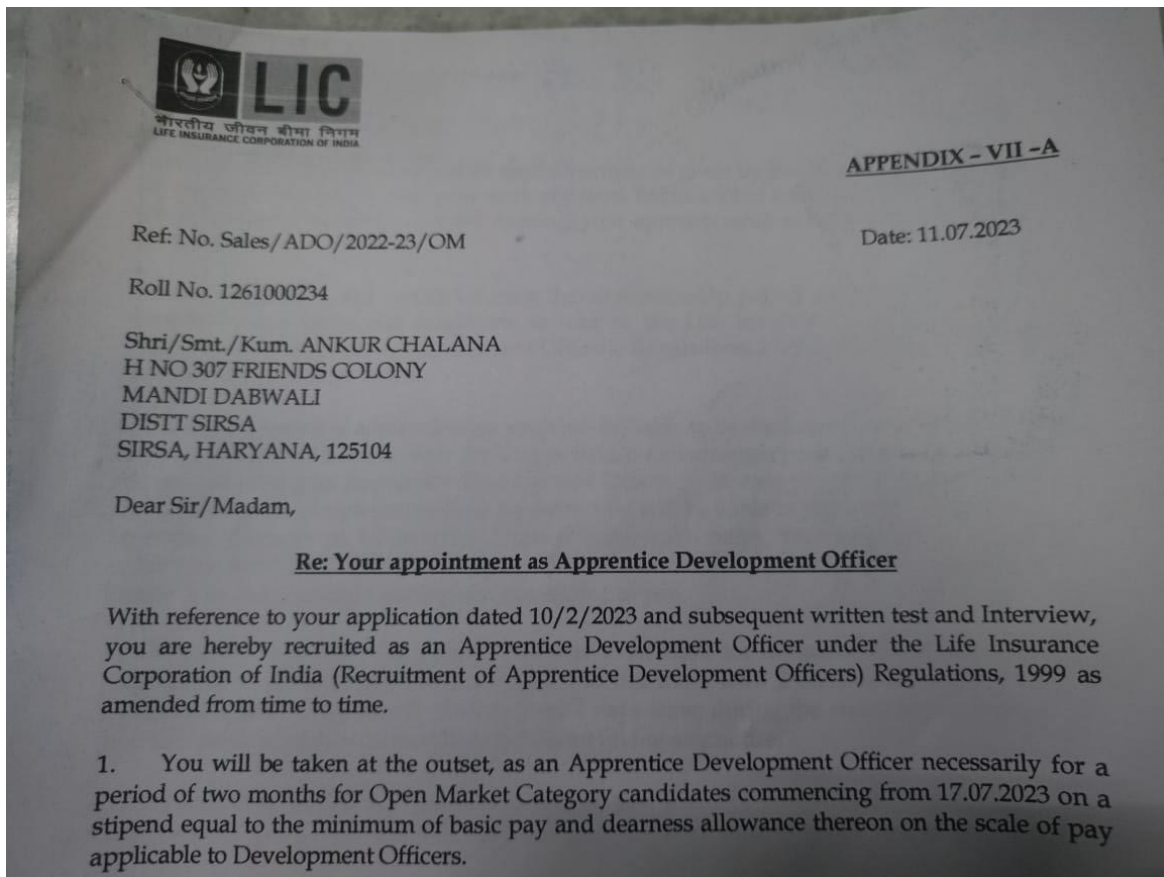 LIC
भारतीय जीवन बीमा निगम
LIFE INSURANCE CORPORATION OF INDIA
APPENDIX – VII –A
Ref: No. Sales/ADO/2022-23/OM
Date: 11.07.2023
Roll No. 1261000234
Shri/Smt./Kum. ANKUR CHALANA
H NO 307 FRIENDS COLONY
MANDI DABWALI
DISTT SIRSA
SIRSA, HARYANA, 125104
Dear Sir/Madam,
Re: Your appointment as Apprentice Development Officer
With reference to your application dated 10/2/2023 and subsequent written test and Interview,
you are hereby recruited as an Apprentice Development Officer under the Life Insurance
Corporation of India (Recruitment of Apprentice Development Officers) Regulations, 1999 as
amended from time to time.
1. You will be taken at the outset, as an Apprentice Development Officer necessarily for a
period of two months for Open Market Category candidates commencing from 17.07.2023 on a
stipend equal to the minimum of basic pay and dearness allowance thereon on the scale of pay
applicable to Development Officers.